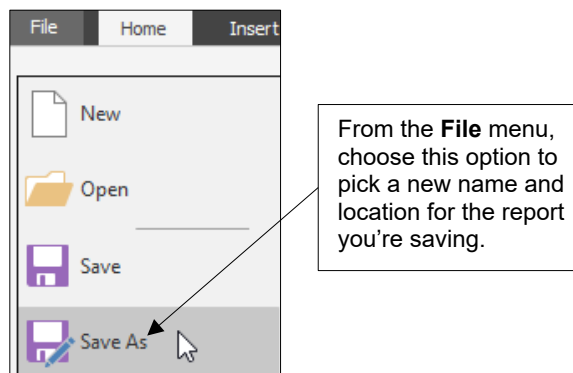 File Home Insert
New
Open
Save
Save As
From the File menu,
choose this option to
pick a new name and
location for the report
you're saving.